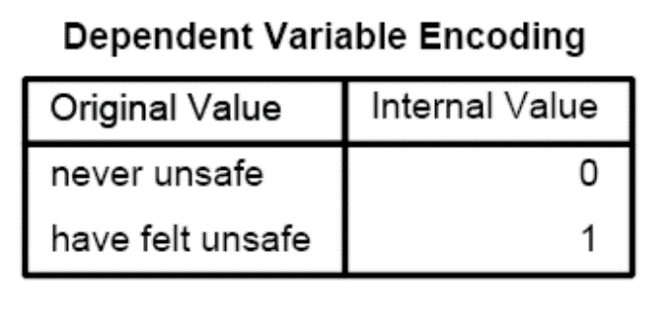 Dependent Variable Encoding
Original Value Internal Value
never unsafe 0
have felt unsafe 1